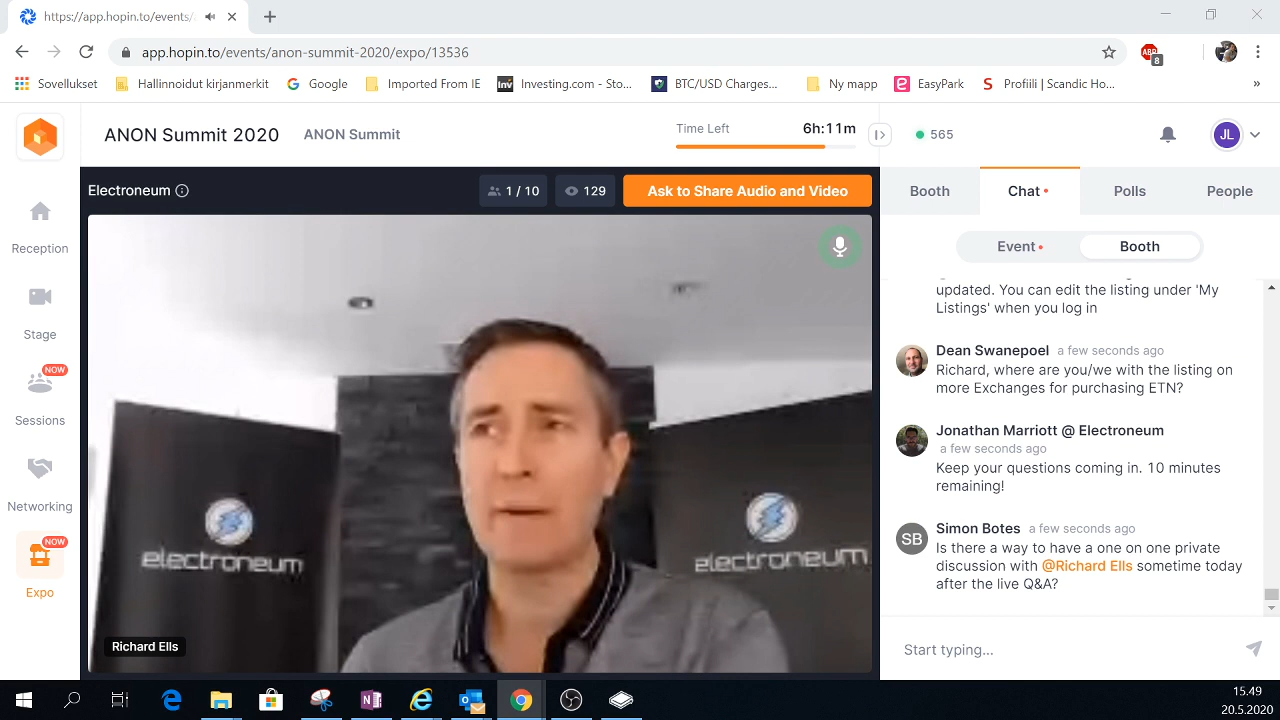 https://app.hopin.to/events/
app.hopin.to/events/anon-summit-2020/expo/13536
ABP
8
Sovellukset
Hallinnoidut kirjanmerkit
Google
Imported From IE
Inv
Investing.com - Sto...
BTC/USD Charges...
Ny mapp
EasyPark
S
Profiili | Scandic Ho...
»
ANON Summit 2020
ANON Summit
Time Left
6h:11m
565
JL
Reception
Stage
NOW
Sessions
Networking
NOW
Expo
Electroneum
1 / 10
129
Ask to Share Audio and Video
electroneum
electroneum
Richard Ells
Booth
Chat
Polls
People
Event
Booth
updated. You can edit the listing under 'My
Listings' when you log in
Dean Swanepoel a few seconds ago
Richard, where are you/we with the listing on
more Exchanges for purchasing ETN?
Jonathan Marriott @ Electroneum
a few seconds ago
Keep your questions coming in. 10 minutes
remaining!
SB
Simon Botes a few seconds ago
Is there a way to have a one on one private
discussion with @Richard Ells sometime today
after the live Q&A?
Start typing...
15.49
20.5.2020